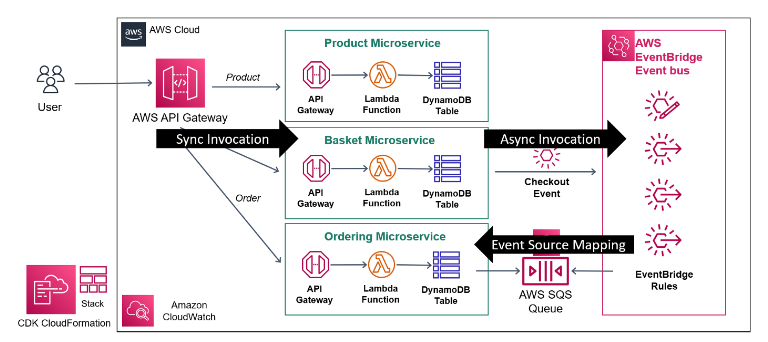 aws
AWS Cloud
User
AWS API Gateway
Product
Order
Sync Invocation
Product Microservice
API
Gateway
Lambda
Function
DynamoDB
Table
Basket Microservice
API
Gateway
Lambda
Function
DynamoDB
Table
Ordering Microservice
API
Gateway
Lambda
Function
DynamoDB
Table
Async Invocation
Checkout
Event
Event Source Mapping
AWS SQS
Queue
AWS
EventBridge
Event bus
EventBridge
Rules
Stack
CDK CloudFormation
Amazon
CloudWatch